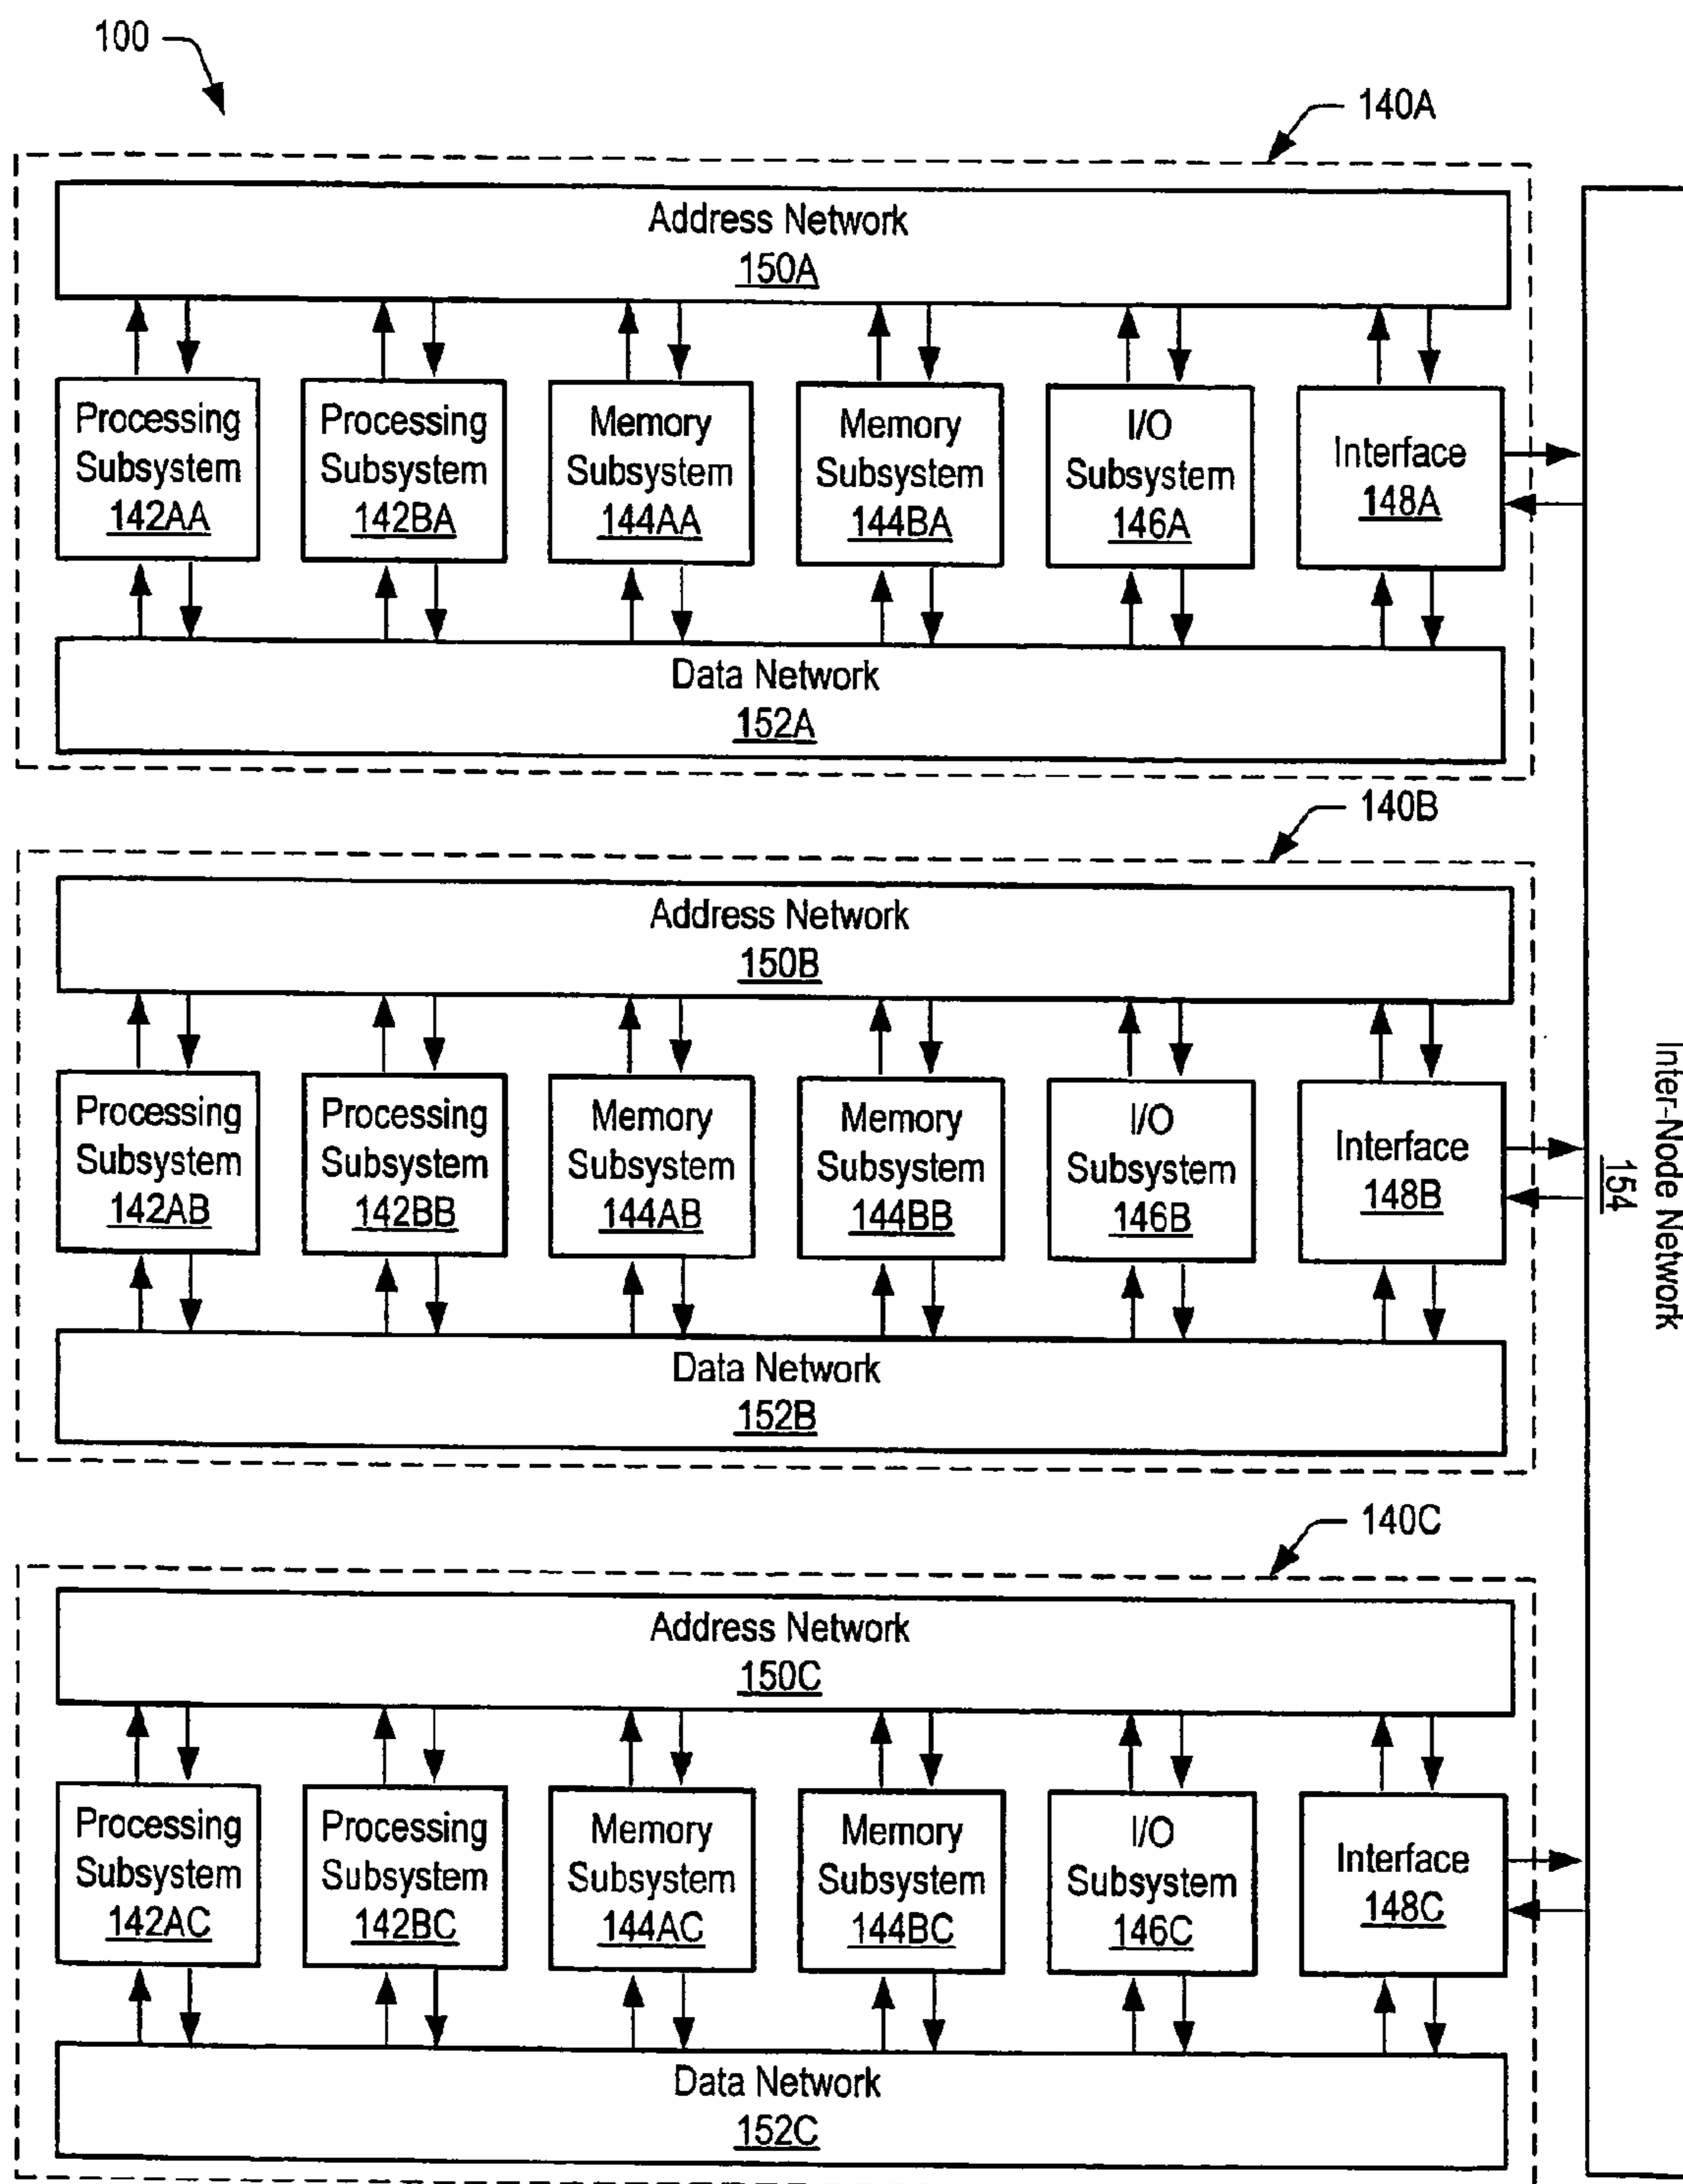 100
140A
Address Network
150A
Processing
Subsystem
142AA
Processing
Subsystem
142BA
Memory
Subsystem
144AA
Memory
Subsystem
144BA
I/O
Subsystem
146A
Interface
148A
Data Network
152A
140B
Address Network
150B
Processing
Subsystem
142AB
Processing
Subsystem
142BB
Memory
Subsystem
144AB
Memory
Subsystem
144BB
I/O
Subsystem
146B
Interface
148B
Data Network
152B
140C
Address Network
150C
Processing
Subsystem
142AC
Processing
Subsystem
142BC
Memory
Subsystem
144AC
Memory
Subsystem
144BC
I/O
Subsystem
146C
Interface
148C
Data Network
152C
Inter-Node Network
154